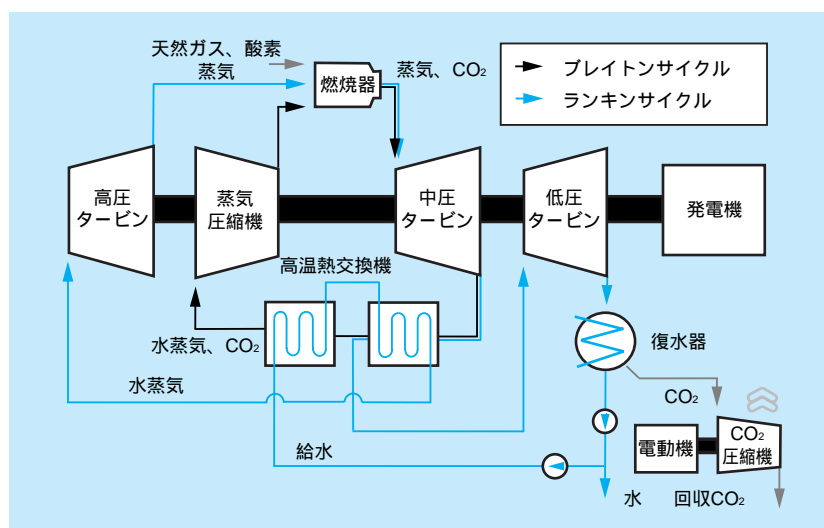 天然ガス、酸素
蒸気
燃焼器
蒸気、CO₂
ブレイトンサイクル
ランキンサイクル
高圧
タービン
蒸気
圧縮機
中圧
タービン
低圧
タービン
発電機
高温熱交換機
水蒸気、CO₂
水蒸気
給水
復水器
CO₂
電動機
CO₂
圧縮機
水
回収CO₂